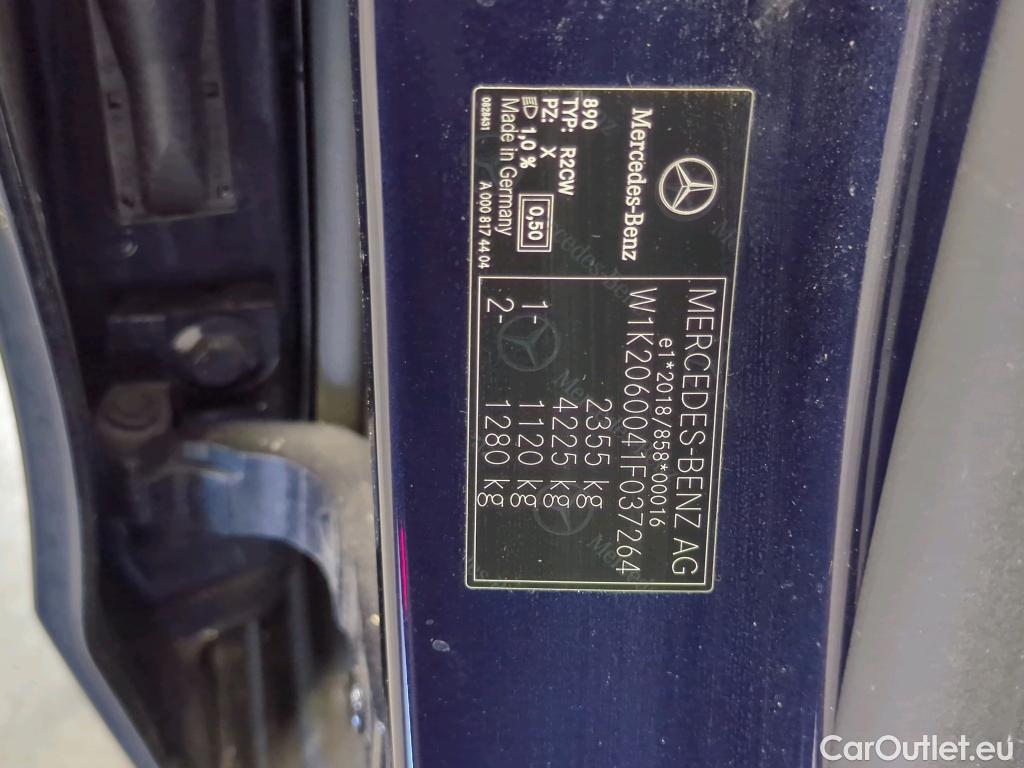 Mercedes-Benz
890
TYP: R2CW
PZ: X
1,0 % 0,50
Made in Germany
0828431 A 000 817 44 04
MERCEDES-BENZ AG
e1*2018/858*00016
W1K2060041F037264
2355 kg
4225 kg
1- 1120 kg
2- 1280 kg
CarOutlet.eu